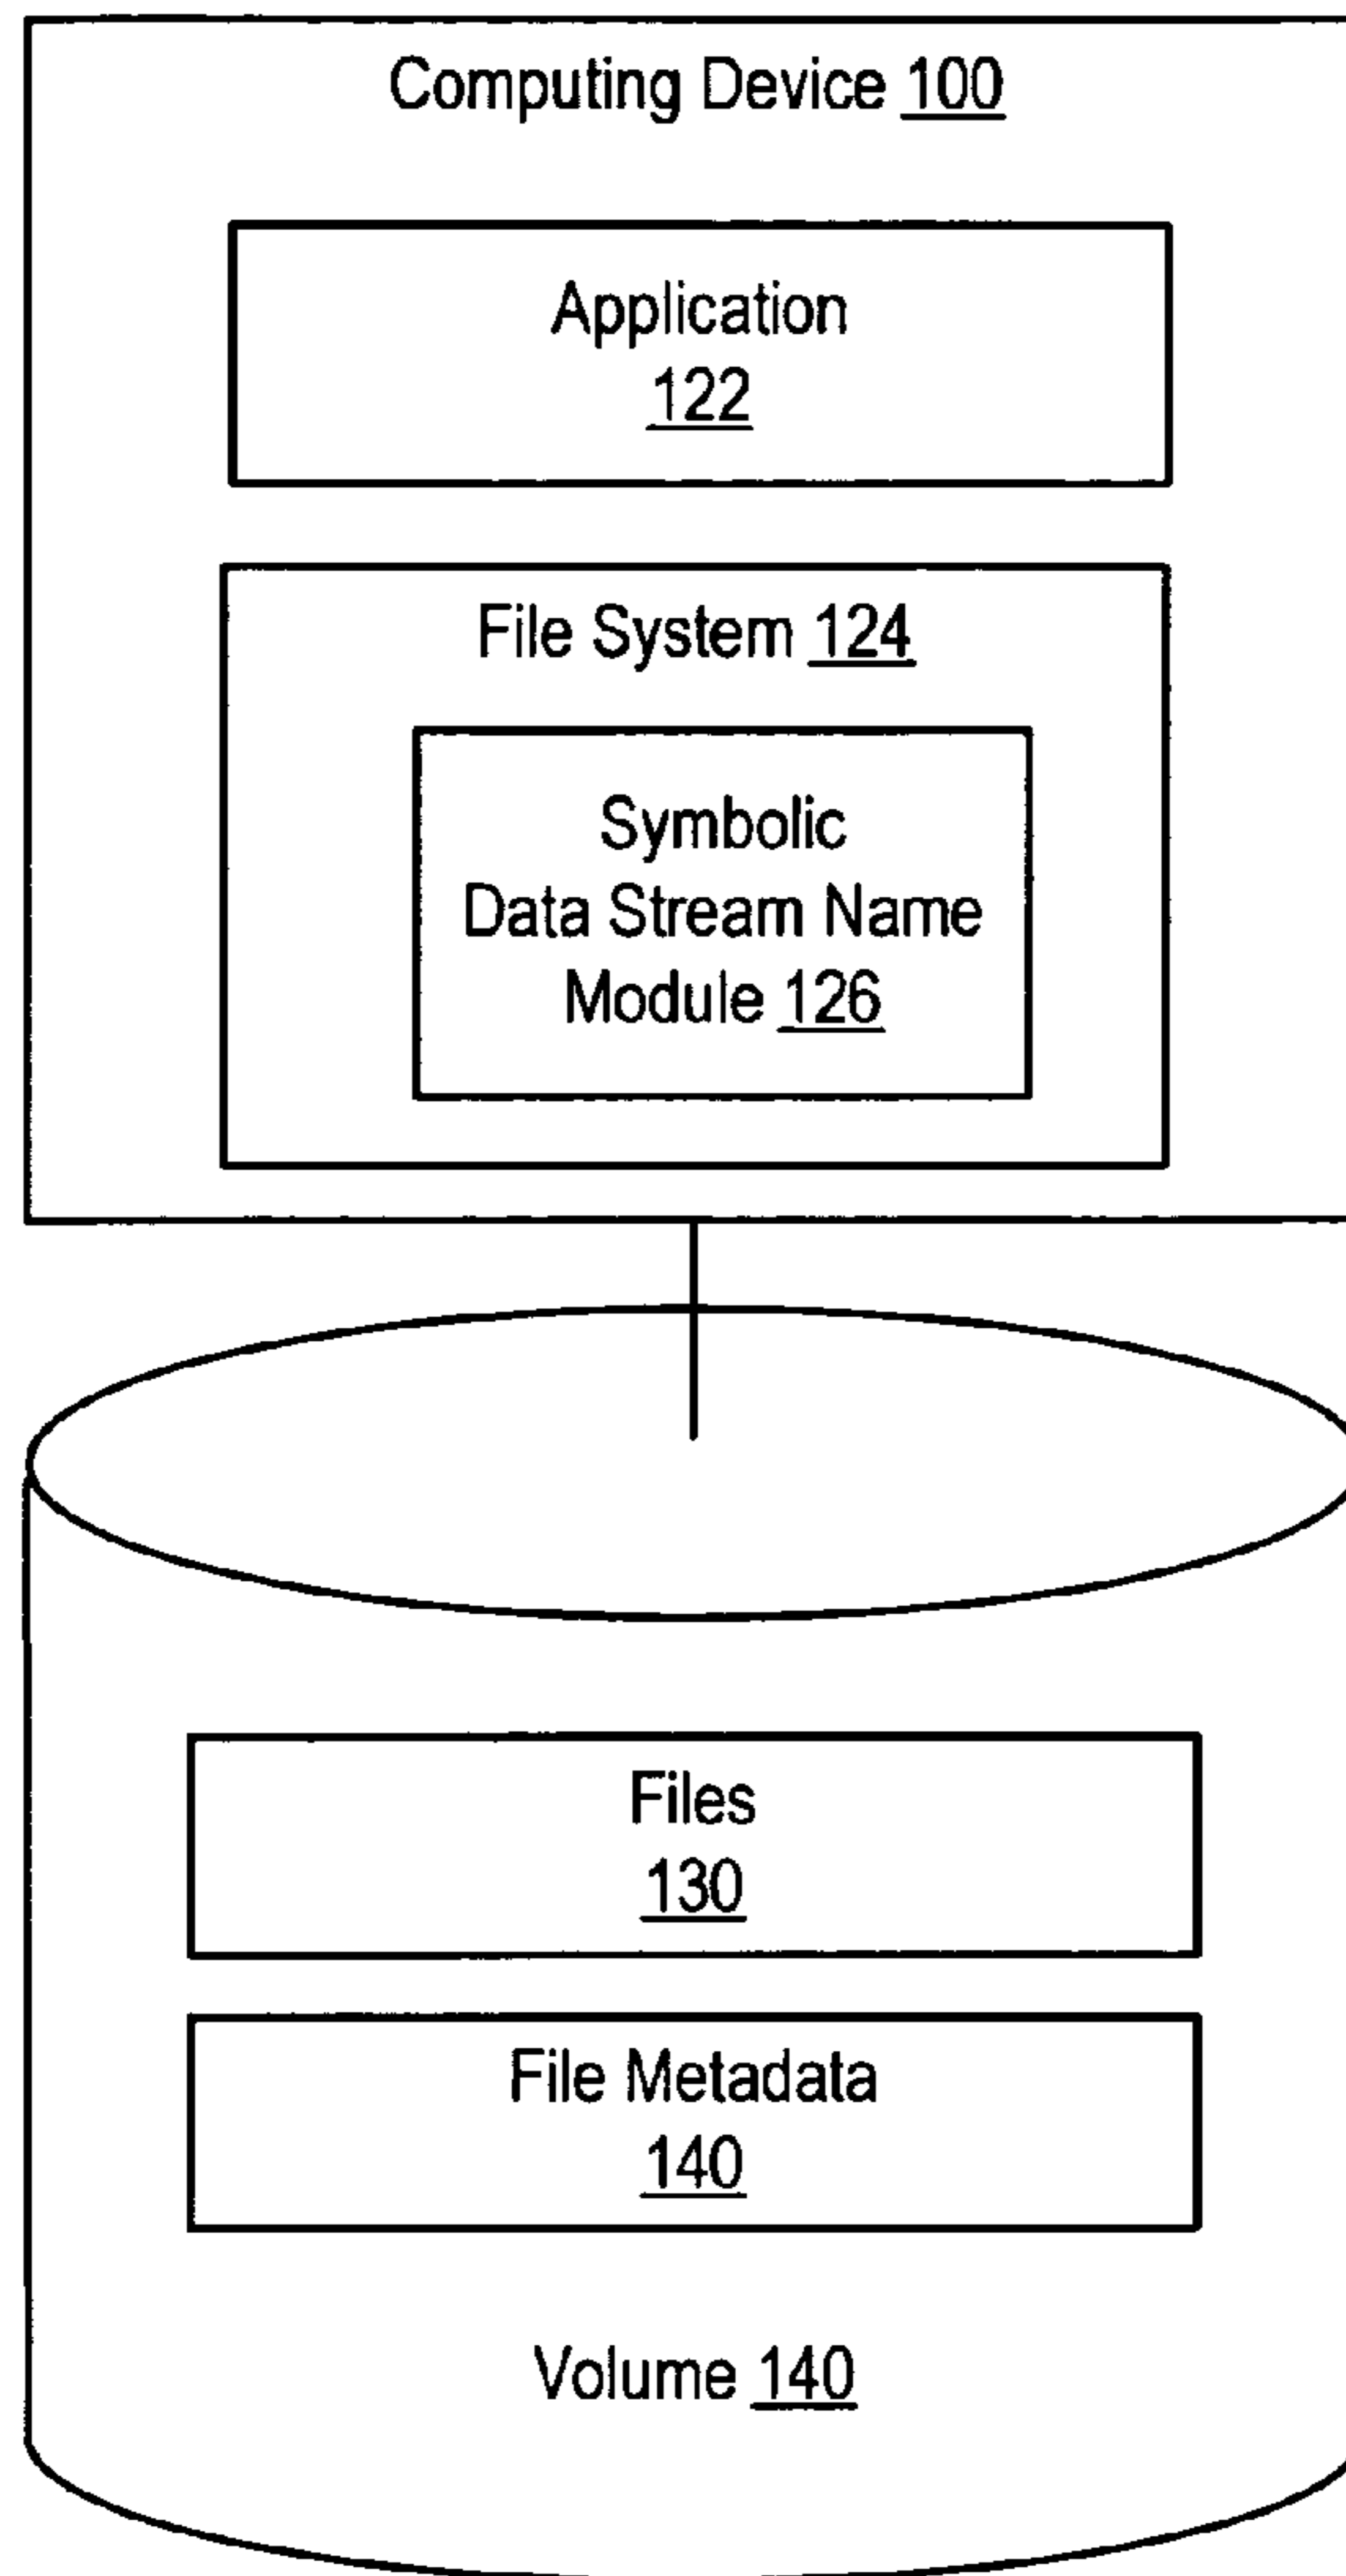 Computing Device 100
Application
122
File System 124
Symbolic
Data Stream Name
Module 126
Files
130
File Metadata
140
Volume 140